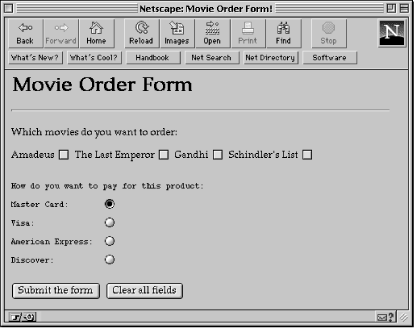 Netscape: Movie Order Form!
Back Forward Home Reload Images Open Print Find Stop N
What's New? What's Cool? Handbook Net Search Net Directory Software
Movie Order Form
Which movies do you want to order:
Amadeus The Last Emperor Gandhi Schindler's List
How do you want to pay for this product:
Master Card:
Visa:
American Express:
Discover:
Submit the form Clear all fields
?